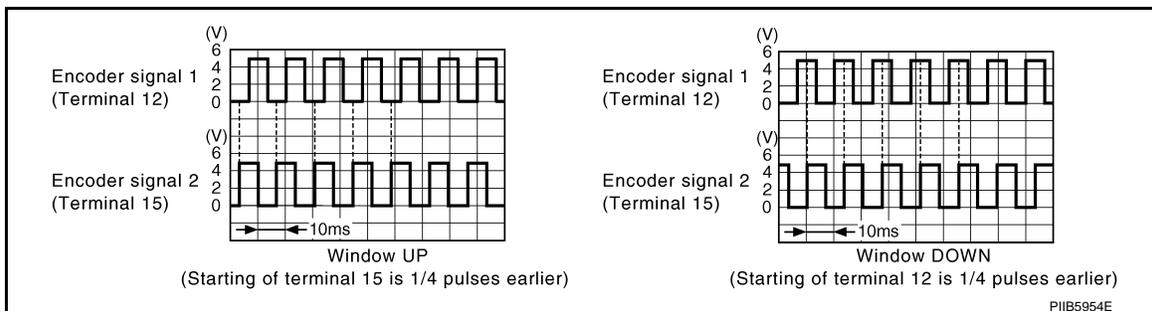 (V)
6
4
2
0
Encoder signal 1
(Terminal 12)
(V)
6
4
2
0
Encoder signal 2
(Terminal 15)
10ms
Window UP
(Starting of terminal 15 is 1/4 pulses earlier)
(V)
6
4
2
0
Encoder signal 1
(Terminal 12)
(V)
6
4
2
0
Encoder signal 2
(Terminal 15)
10ms
Window DOWN
(Starting of terminal 12 is 1/4 pulses earlier)
PIIB5954E